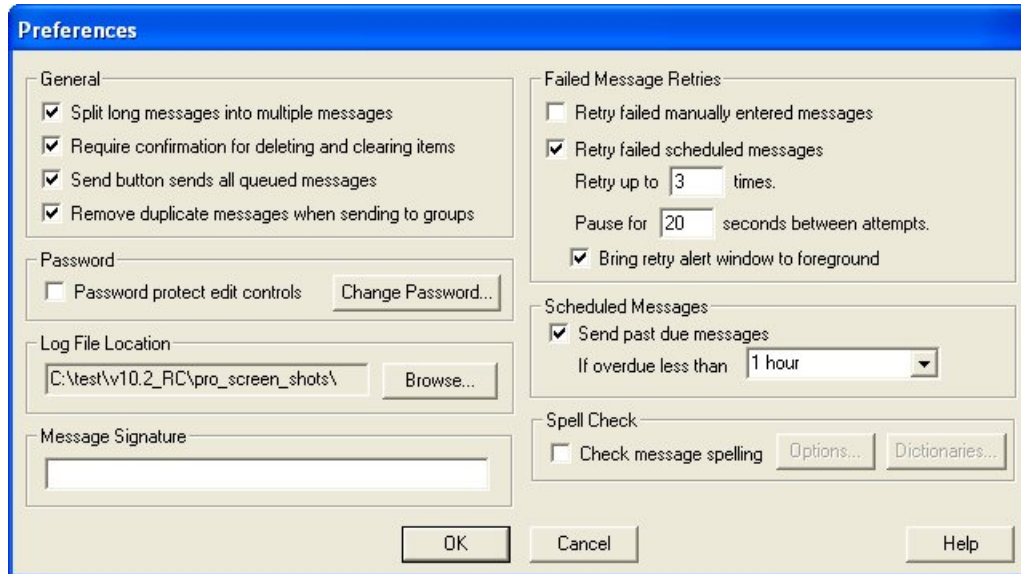 Preferences
General
Split long messages into multiple messages
Require confirmation for deleting and clearing items
Send button sends all queued messages
Remove duplicate messages when sending to groups
Password
Password protect edit controls
Change Password...
Log File Location
C:\test\v10.2_RC\pro_screen_shots\
Browse...
Message Signature
Failed Message Retries
Retry failed manually entered messages
Retry failed scheduled messages
Retry up to 3 times.
Pause for 20 seconds between attempts.
Bring retry alert window to foreground
Scheduled Messages
Send past due messages
If overdue less than 1 hour
Spell Check
Check message spelling Options... Dictionaries...
OK Cancel Help